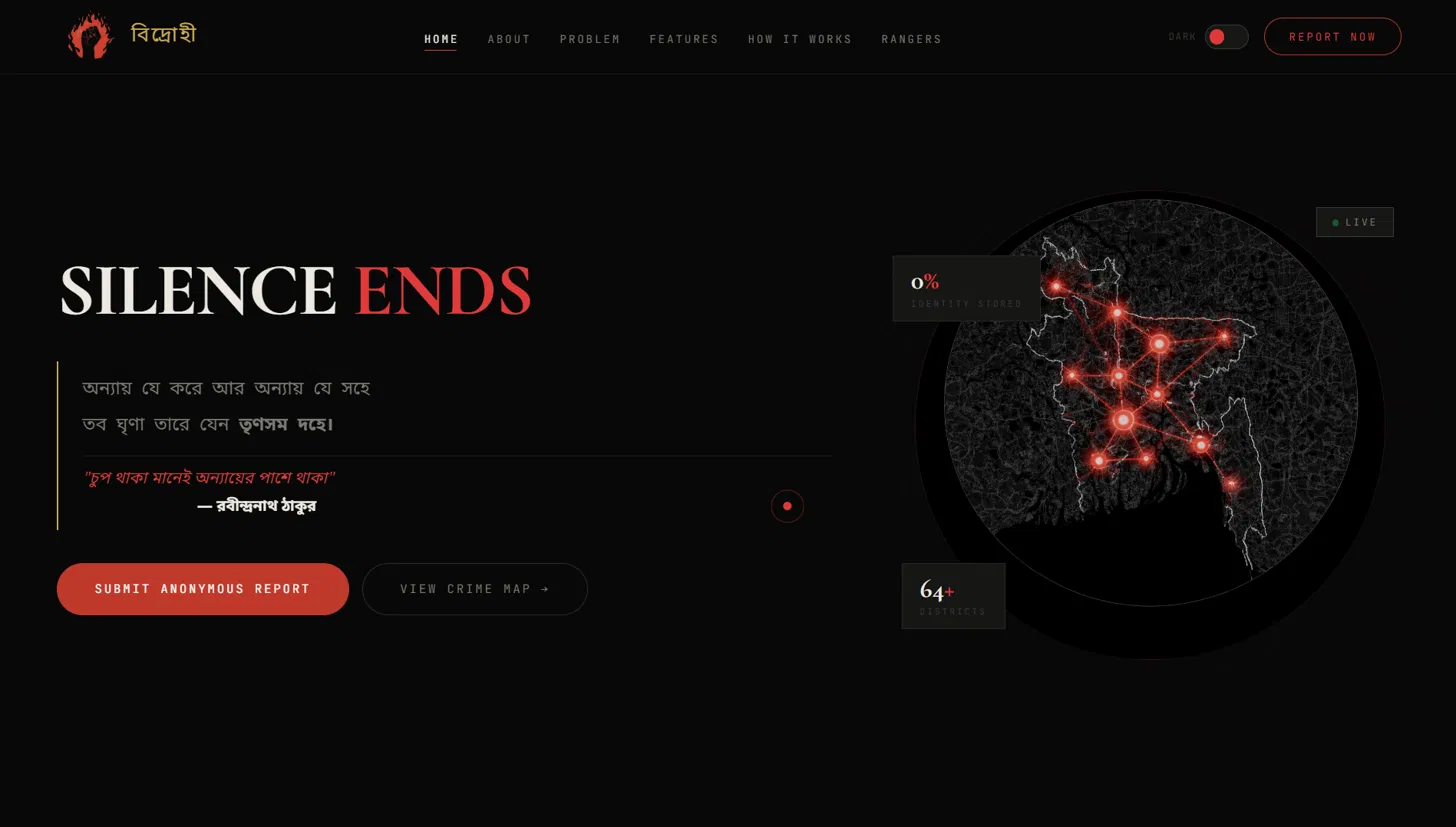 বিদ্রোহী
HOME ABOUT PROBLEM FEATURES HOW IT WORKS RANGERS
DARK
REPORT NOW
LIVE
0%
IDENTITY STORED
SILENCE ENDS
অন্যায় যে করে আর অন্যায় যে সহে
তব ঘৃণা তারে যেন তৃণসম দহে।
"চুপ থাকা মানেই অন্যায়ের পাশে থাকা"
— রবীন্দ্রনাথ ঠাকুর
SUBMIT ANONYMOUS REPORT
VIEW CRIME MAP →
64+
DISTRICTS